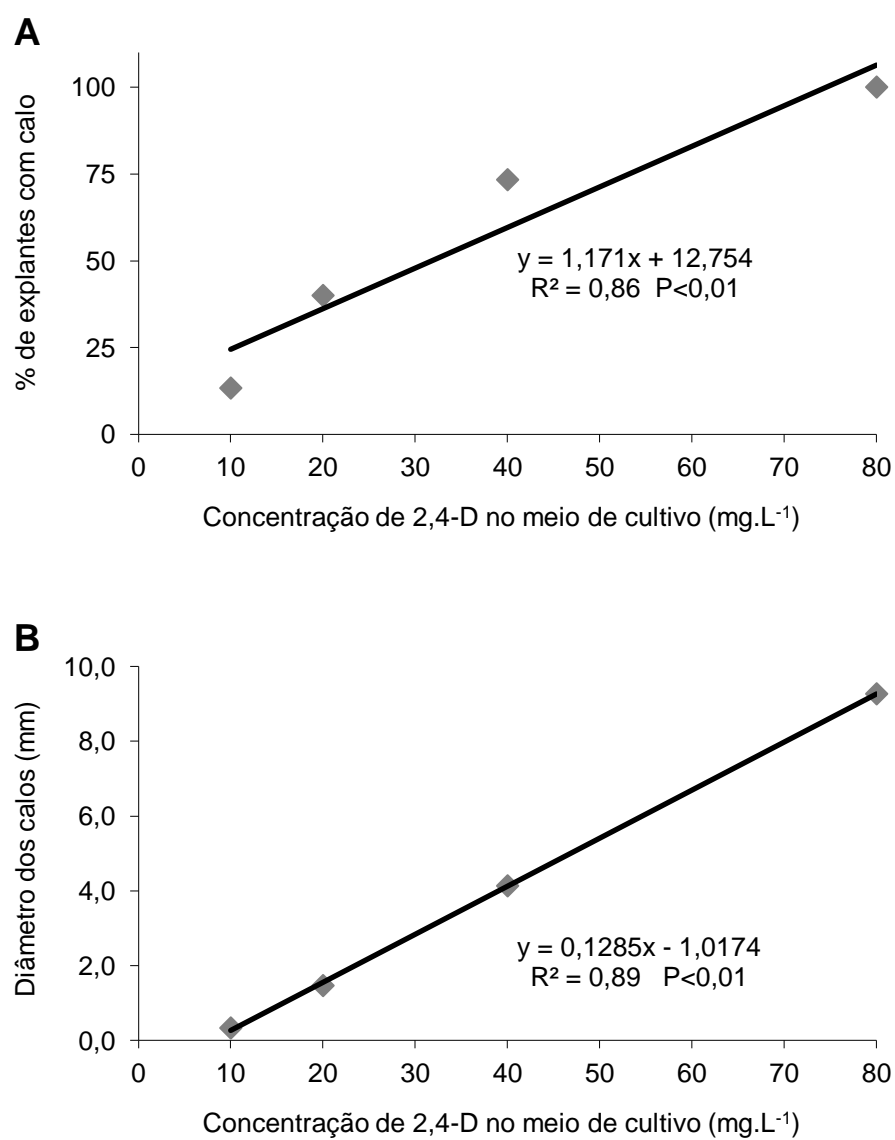 A
100
75
50
25
0
% de explantes com calo
y = 1,171x + 12,754
R² = 0,86 P<0,01
0 10 20 30 40 50 60 70 80
Concentração de 2,4-D no meio de cultivo (mg.L⁻¹)
B
10,0
8,0
6,0
4,0
2,0
0,0
Diâmetro dos calos (mm)
y = 0,1285x - 1,0174
R² = 0,89 P<0,01
0 10 20 30 40 50 60 70 80
Concentração de 2,4-D no meio de cultivo (mg.L⁻¹)